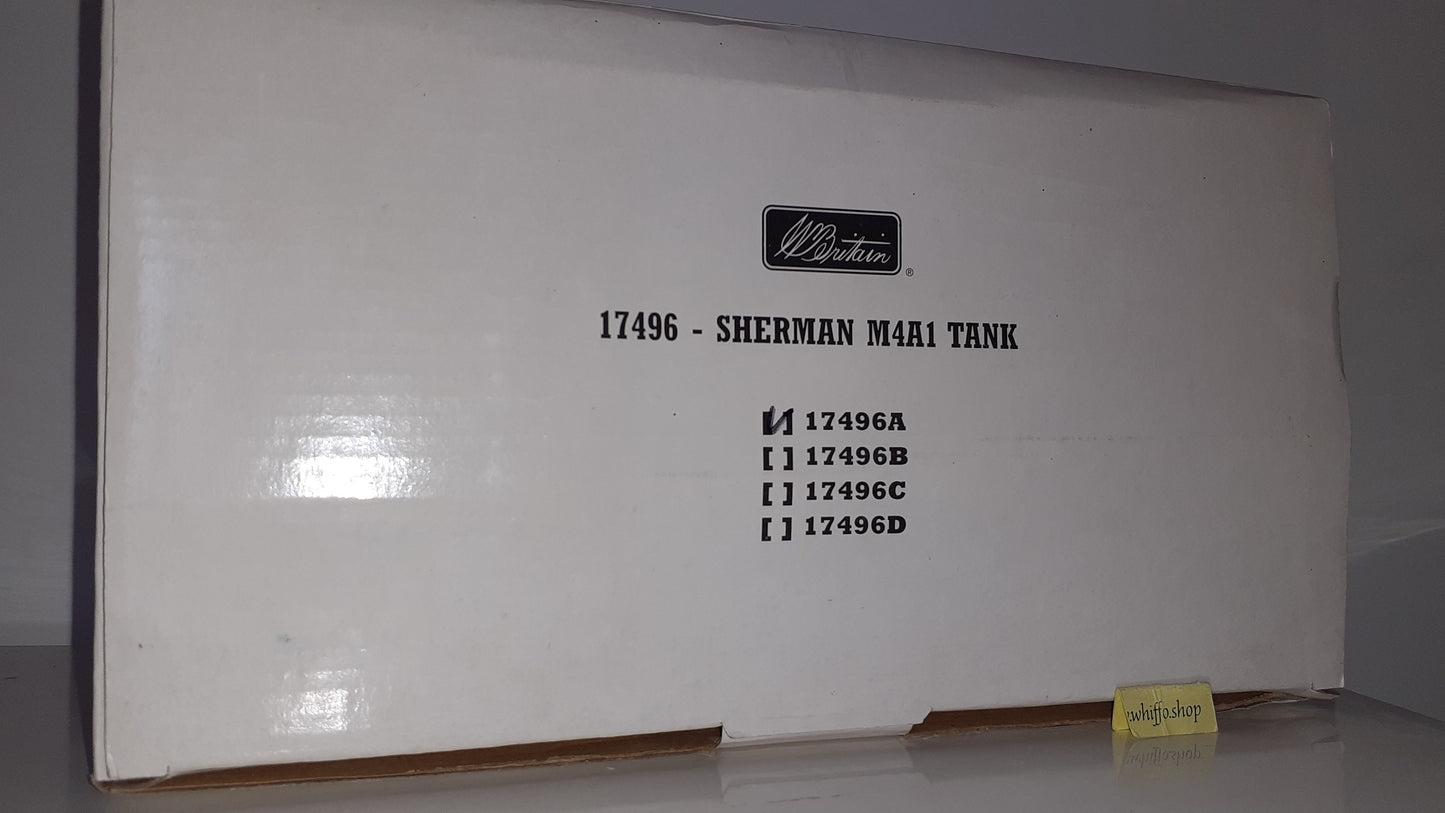 W Britain ®
17496 - SHERMAN M4A1 TANK
[ ] 17496A
[ ] 17496B
[ ] 17496C
[ ] 17496D
.whiffo.shop